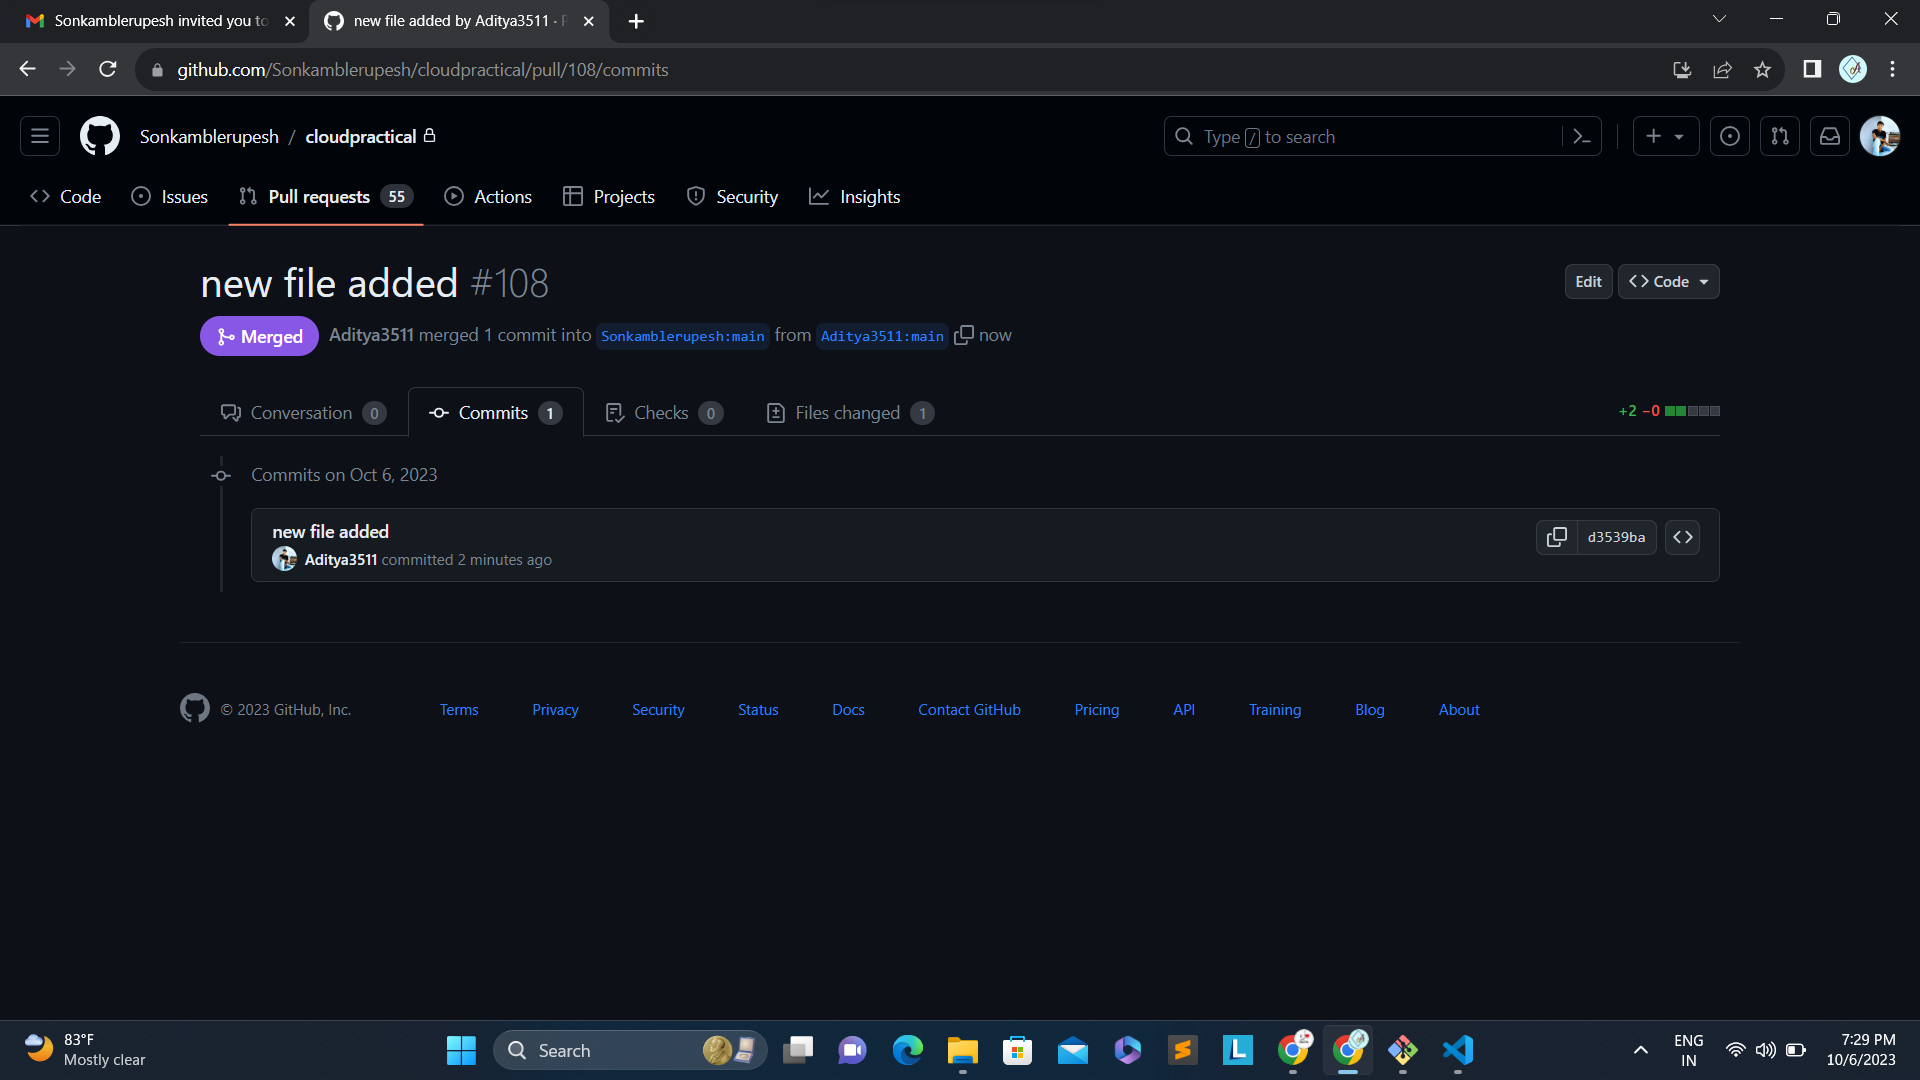 Sonkamblerupesh invited you to
new file added by Aditya3511 ·
github.com/Sonkamblerupesh/cloudpractical/pull/108/commits
Sonkamblerupesh / cloudpractical
Type / to search
Code
Issues
Pull requests 55
Actions
Projects
Security
Insights
new file added #108
Edit
Code
Merged
Aditya3511 merged 1 commit into Sonkamblerupesh:main from Aditya3511:main now
Conversation 0
Commits 1
Checks 0
Files changed 1
+2 −0
Commits on Oct 6, 2023
new file added
d3539ba
Aditya3511 committed 2 minutes ago
© 2023 GitHub, Inc.
Terms
Privacy
Security
Status
Docs
Contact GitHub
Pricing
API
Training
Blog
About
83°F
Mostly clear
Search
ENG
IN
7:29 PM
10/6/2023